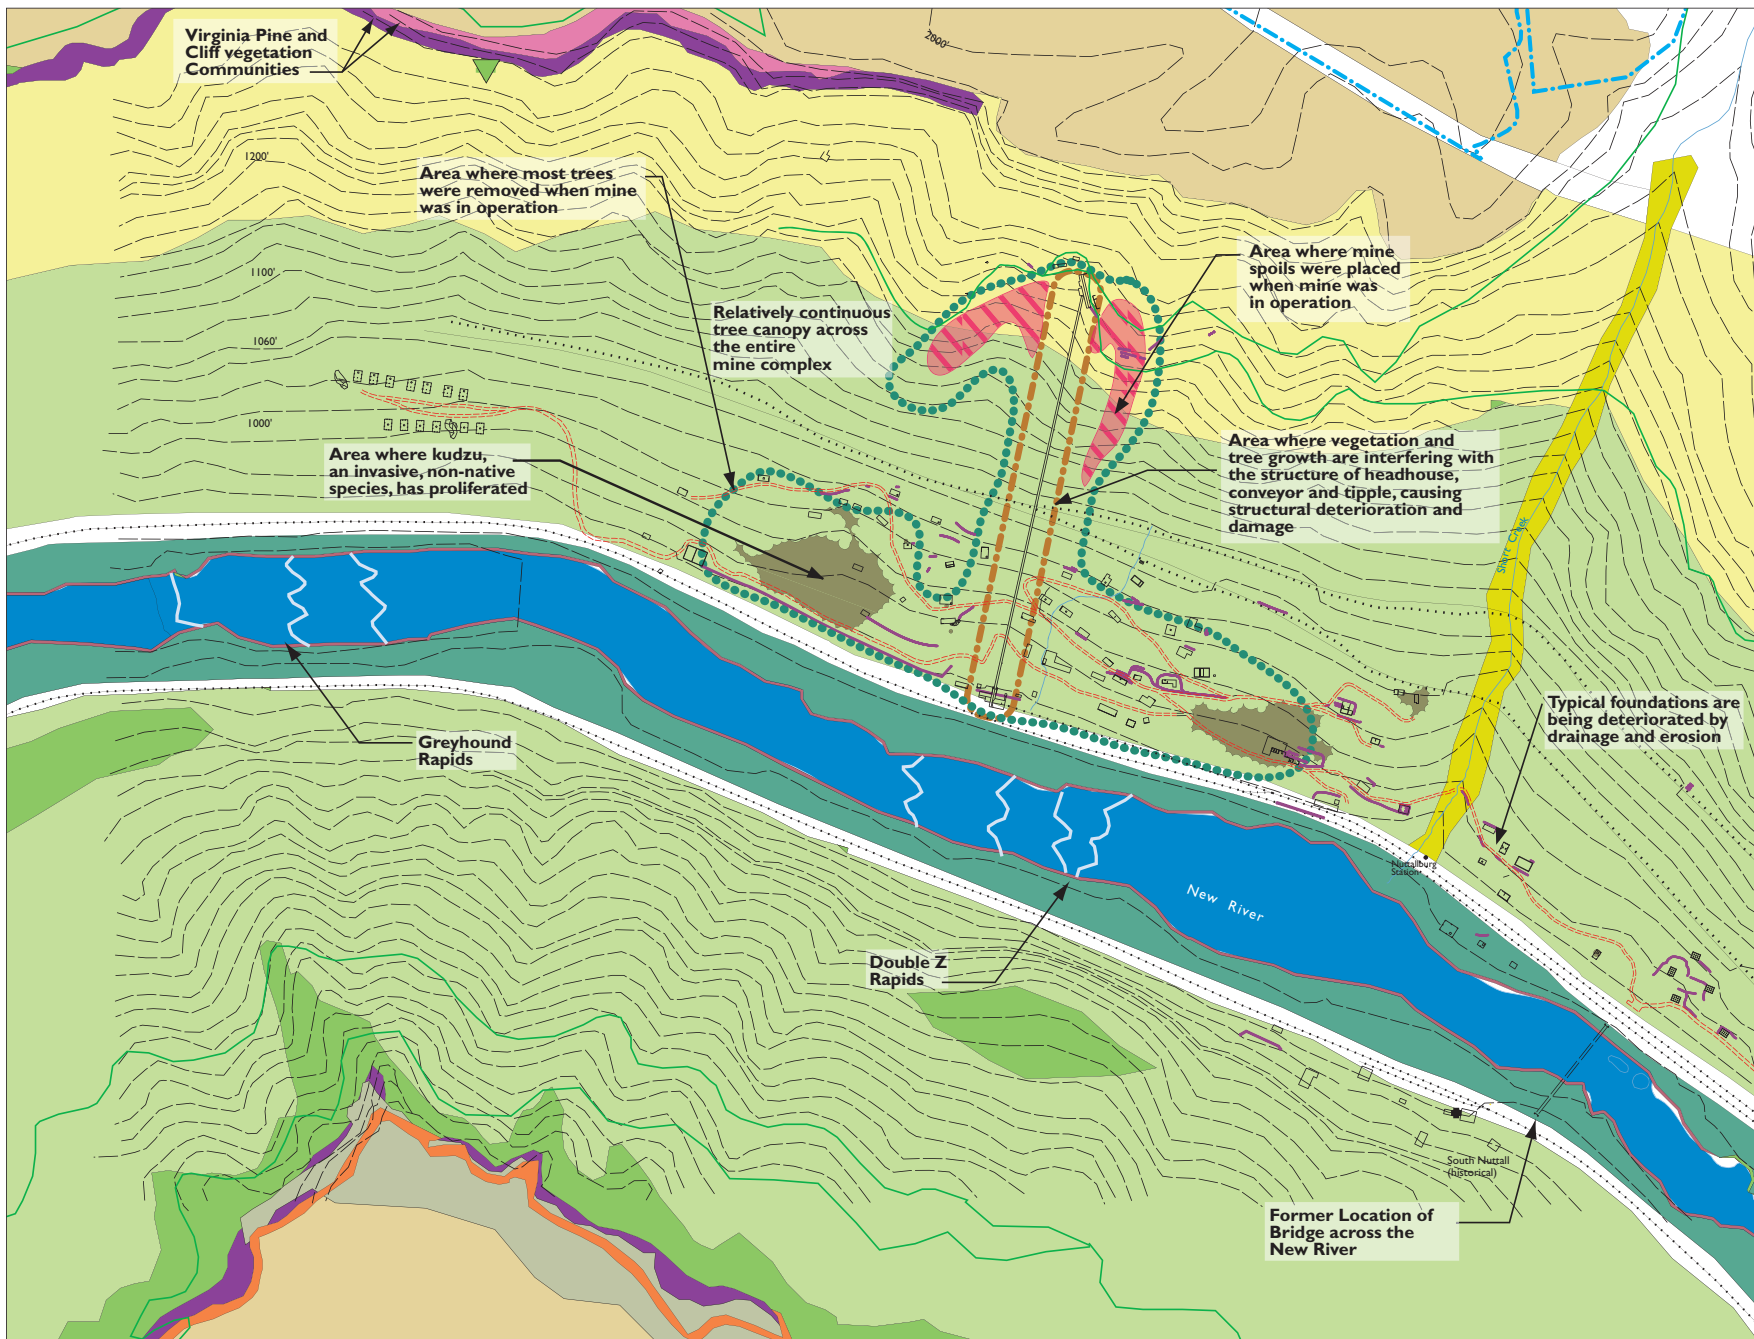 Virginia Pine and
Cliff vegetation
Communities
2000'
1200'
Area where most trees
were removed when mine
was in operation
1100'
Area where mine
spoils were placed
when mine was
in operation
Relatively continuous
tree canopy across
the entire
mine complex
1060'
1000'
Area where kudzu,
an invasive, non-native
species, has proliferated
Area where vegetation and
tree growth are interfering with
the structure of headhouse,
conveyor and tipple, causing
structural deterioration and
damage
Short Creek
Typical foundations are
being deteriorated by
drainage and erosion
Greyhound
Rapids
Nuttallburg
Station
New River
Double Z
Rapids
South Nuttall
(historical)
Former Location of
Bridge across the
New River